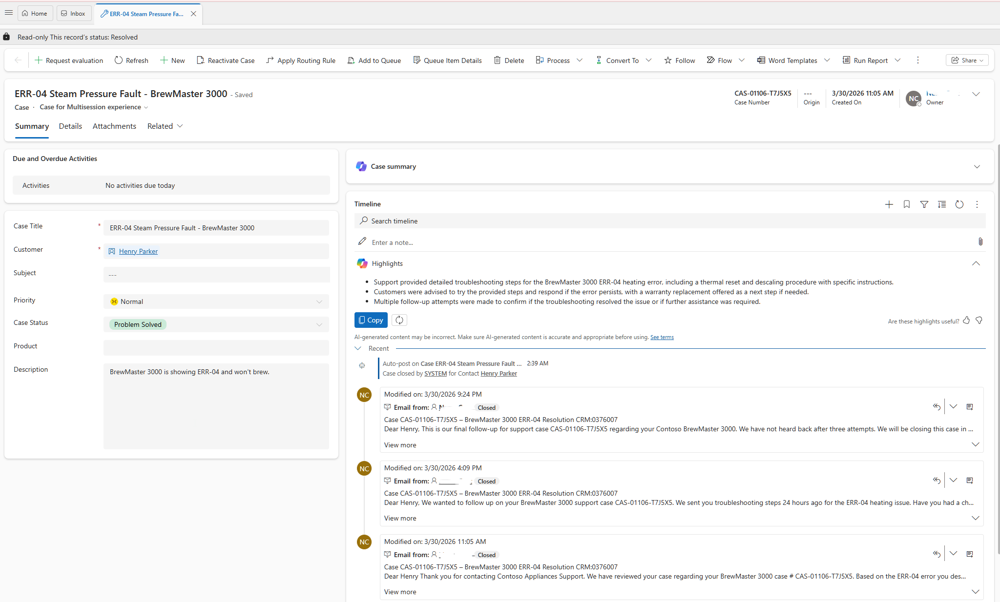 Home
Inbox
ERR-04 Steam Pressure Fa...
Read-only This record's status: Resolved
Request evaluation
Refresh
New
Reactivate Case
Apply Routing Rule
Add to Queue
Queue Item Details
Delete
Process
Convert To
Follow
Flow
Word Templates
Run Report
Share
ERR-04 Steam Pressure Fault - BrewMaster 3000 - Saved
Case · Case for Multisession experience
CAS-01106-T7J5X5
Case Number
---
Origin
3/30/2026 11:05 AM
Created On
NC
Owner
Summary
Details
Attachments
Related
Due and Overdue Activities
Activities
No activities due today
Case Title
*
ERR-04 Steam Pressure Fault - BrewMaster 3000
Customer
*
Henry Parker
Subject
---
Priority
Normal
Case Status
Problem Solved
Product
Description
BrewMaster 3000 is showing ERR-04 and won't brew.
Case summary
Timeline
Search timeline
Enter a note...
Highlights
• Support provided detailed troubleshooting steps for the BrewMaster 3000 ERR-04 heating error, including a thermal reset and descaling procedure with specific instructions.
• Customers were advised to try the provided steps and respond if the error persists, with a warranty replacement offered as a next step if needed.
• Multiple follow-up attempts were made to confirm if the troubleshooting resolved the issue or if further assistance was required.
Copy
Are these highlights useful?
AI-generated content may be incorrect. Make sure AI-generated content is accurate and appropriate before using. See terms
Recent
Auto-post on Case ERR-04 Steam Pressure Fault ... 2:39 AM
Case closed by SYSTEM for Contact Henry Parker
NC
Modified on: 3/30/2026 9:24 PM
Email from: Closed
Case CAS-01106-T7J5X5 – BrewMaster 3000 ERR-04 Resolution CRM:0376007
Dear Henry, This is our final follow-up for support case CAS-01106-T7J5X5 regarding your Contoso BrewMaster 3000. We have not heard back after three attempts. We will be closing this case in ...
View more
NC
Modified on: 3/30/2026 4:09 PM
Email from: Closed
Case CAS-01106-T7J5X5 – BrewMaster 3000 ERR-04 Resolution CRM:0376007
Dear Henry, We wanted to follow up on your BrewMaster 3000 support case CAS-01106-T7J5X5. We sent you troubleshooting steps 24 hours ago for the ERR-04 heating issue. Have you had a ch...
View more
NC
Modified on: 3/30/2026 11:05 AM
Email from: Closed
Case CAS-01106-T7J5X5 – BrewMaster 3000 ERR-04 Resolution CRM:0376007
Dear Henry Thank you for contacting Contoso Appliances Support. We have reviewed your case regarding your BrewMaster 3000 case # CAS-01106-T7J5X5. Based on the ERR-04 error you des...
View more